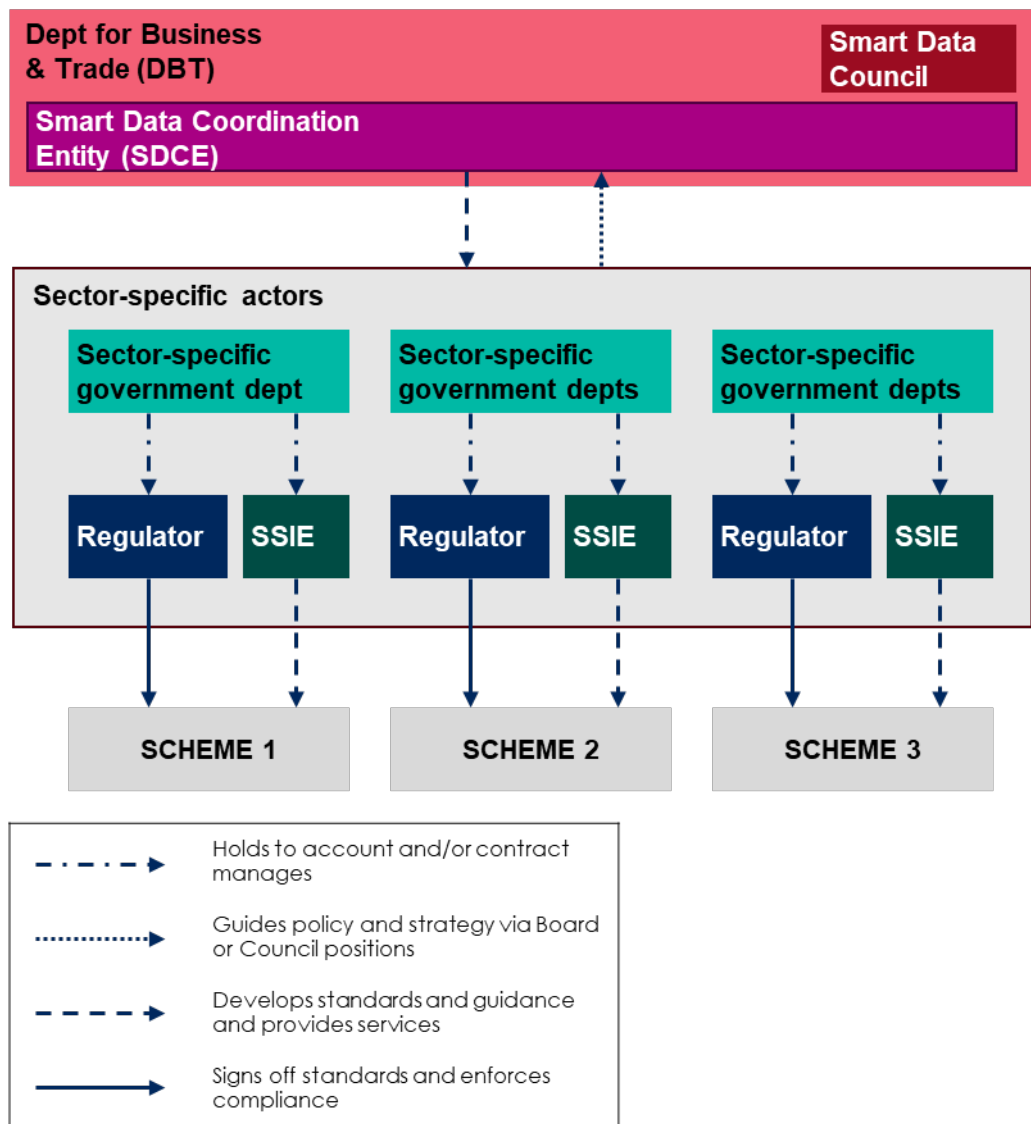 Dept for Business
& Trade (DBT)
Smart Data
Council
Smart Data Coordination
Entity (SDCE)
Sector-specific actors
Sector-specific
government dept
Sector-specific
government depts
Sector-specific
government depts
Regulator
SSIE
Regulator
SSIE
Regulator
SSIE
SCHEME 1
SCHEME 2
SCHEME 3
Holds to account and/or contract
manages
Guides policy and strategy via Board
or Council positions
Develops standards and guidance
and provides services
Signs off standards and enforces
compliance